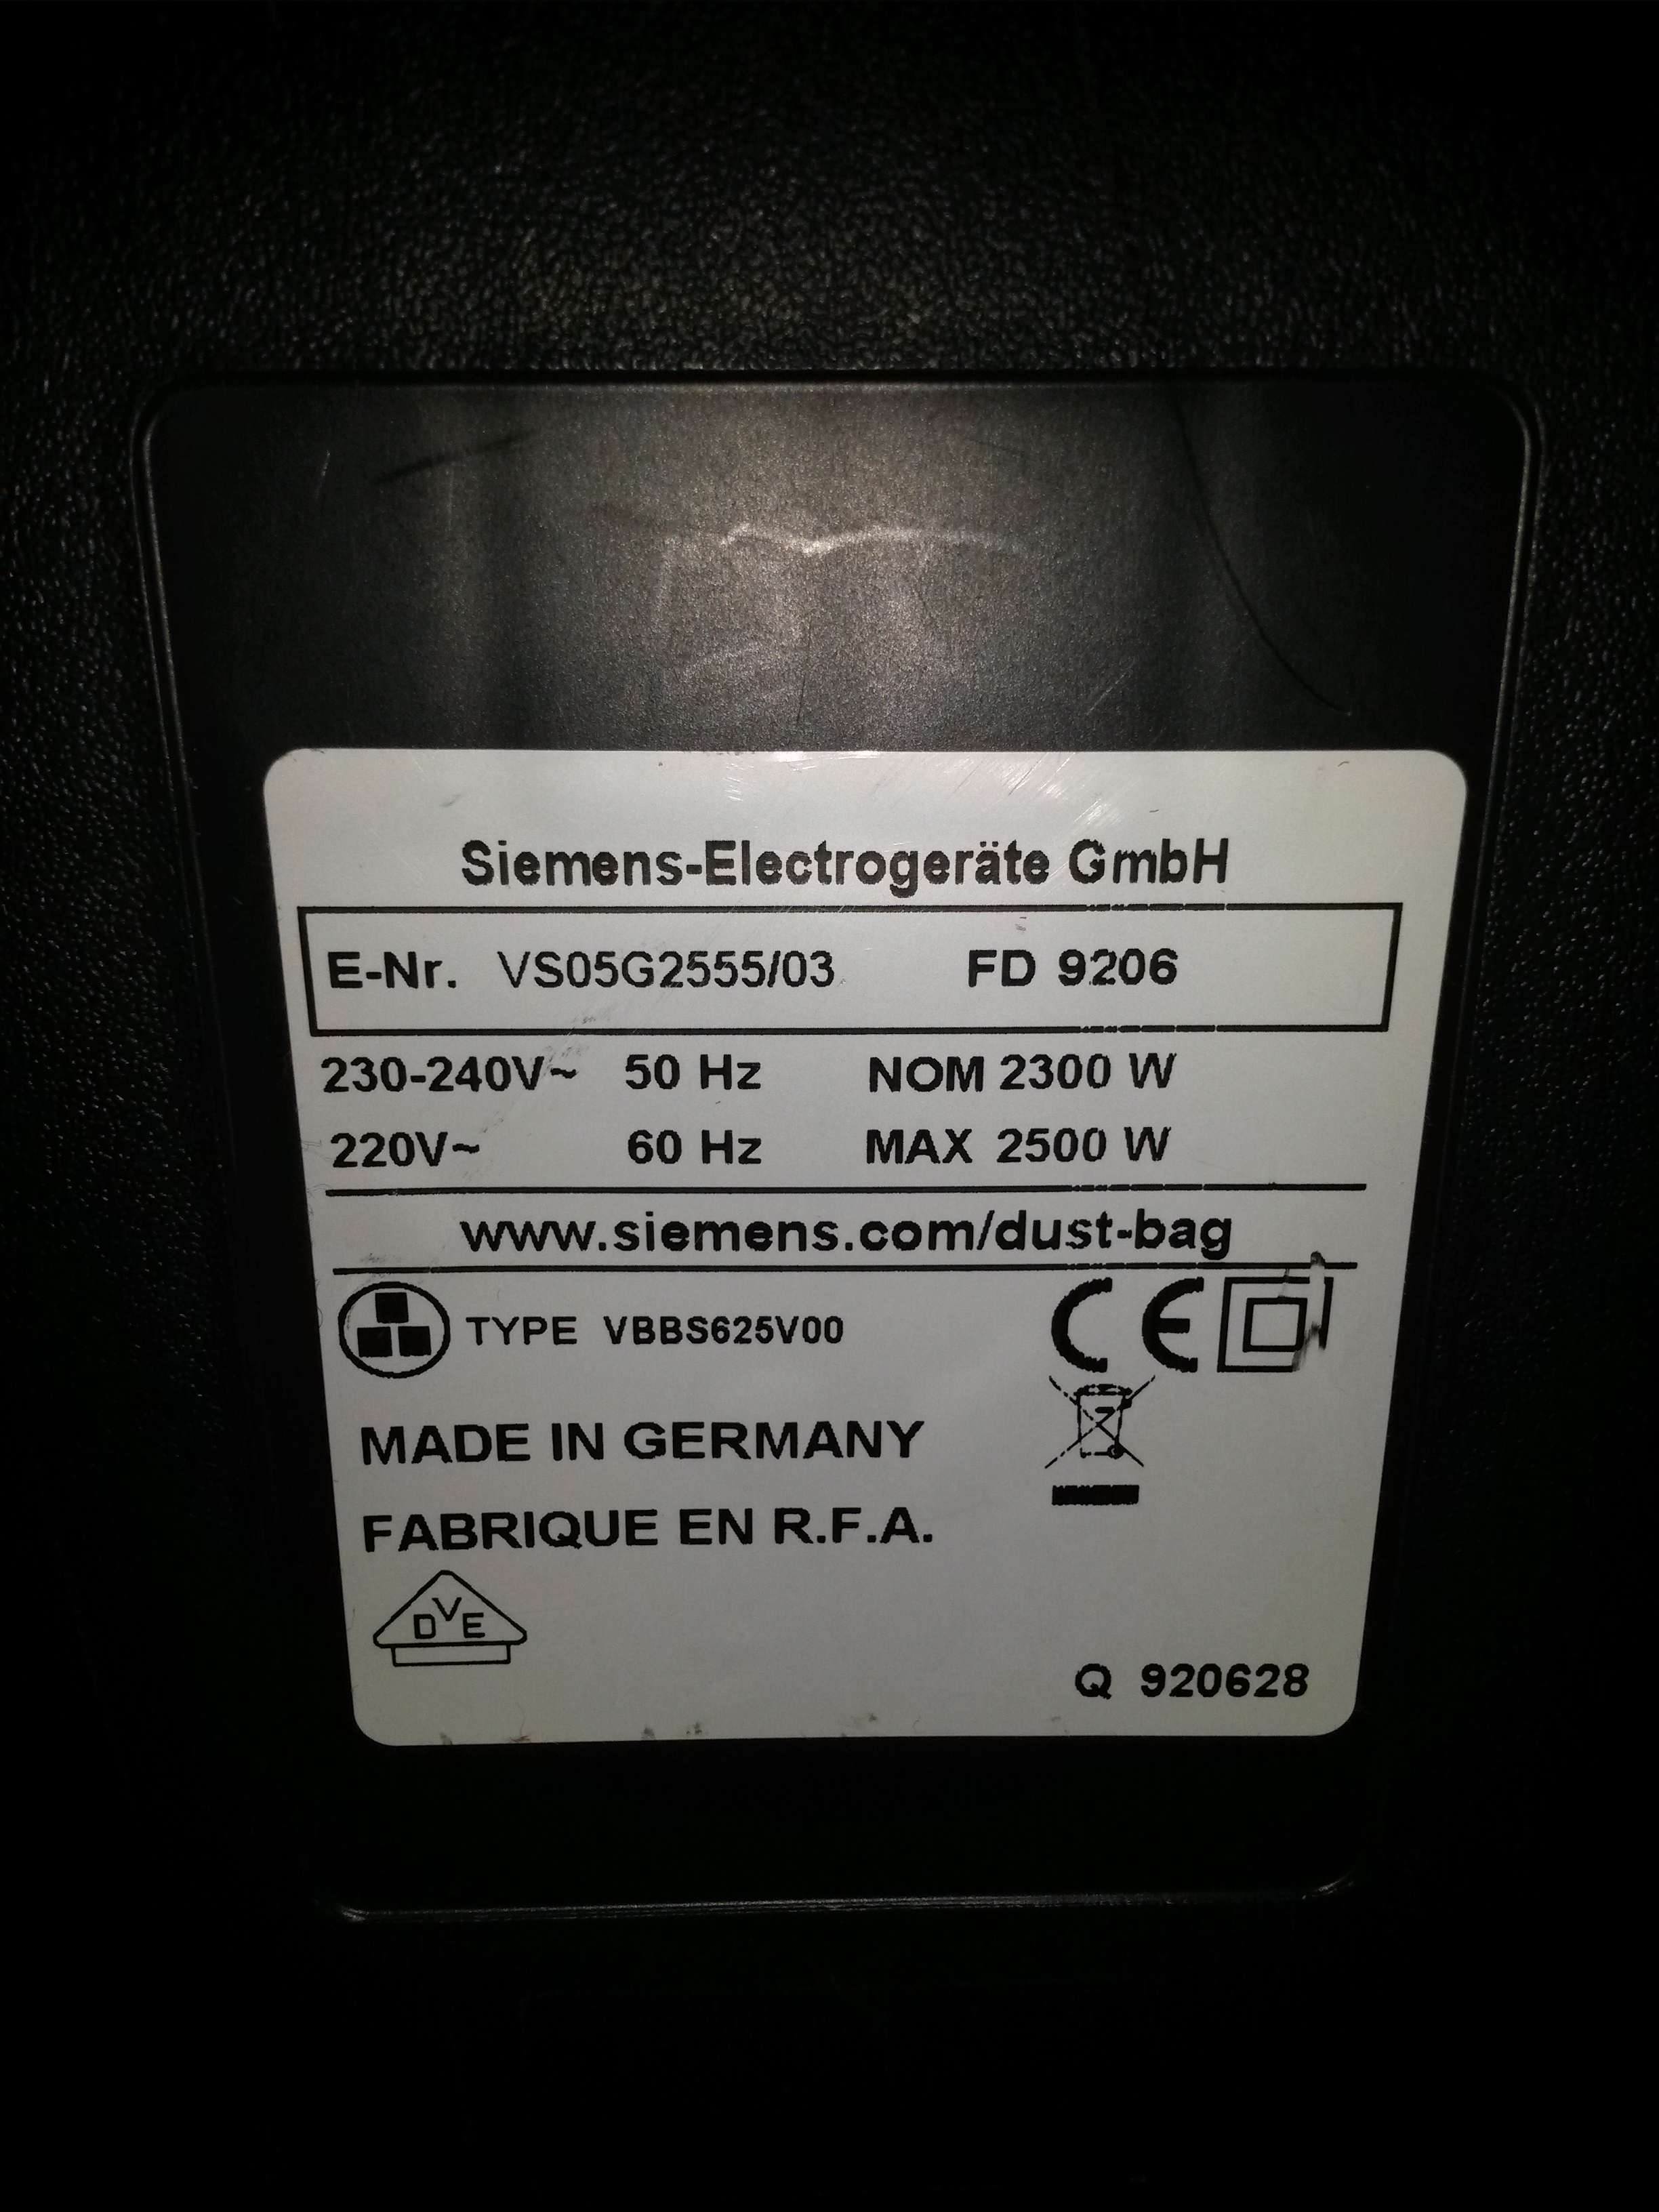 Siemens-Electrogeräte GmbH
E-Nr. VS05G2555/03 FD 9206
230-240V~ 50 Hz NOM 2300 W
220V~ 60 Hz MAX 2500 W
www.siemens.com/dust-bag
TYPE VBBS625V00 CE
MADE IN GERMANY
FABRIQUE EN R.F.A.
DVE
Q 920628